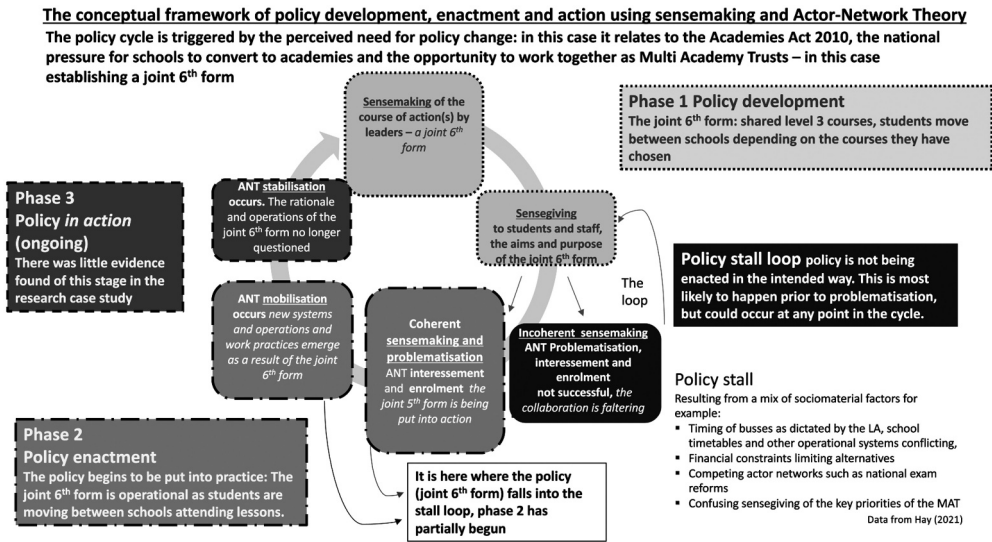 The conceptual framework of policy development, enactment and action using sensemaking and Actor-Network Theory
The policy cycle is triggered by the perceived need for policy change: in this case it relates to the Academies Act 2010, the national
pressure for schools to convert to academies and the opportunity to work together as Multi Academy Trusts – in this case
establishing a joint 6th form
Sensemaking of the
course of action(s) by
leaders – a joint 6th
form
Phase 1 Policy development
The joint 6th form: shared level 3 courses, students move
between schools depending on the courses they have
chosen
Phase 3
Policy in action
(ongoing)
There was little evidence
found of this stage in the
research case study
ANT stabilisation
occurs. The rationale
and operations of the
joint 6th form no longer
questioned
Sensegiving
to students and staff,
the aims and purpose
of the joint 6th form
The
loop
Policy stall loop policy is not being
enacted in the intended way. This is most
likely to happen prior to problematisation,
but could occur at any point in the cycle.
ANT mobilisation
occurs new systems
and operations and
work practices emerge
as a result of the joint
6th form
Coherent
sensemaking and
problematisation
ANT interessement
and enrolment the
joint 5th form is being
put into action
Incoherent sensemaking
ANT Problematisation,
interessement and
enrolment
not successful, the
collaboration is faltering
Phase 2
Policy enactment
The policy begins to be put into practice: The
joint 6th form is operational as students are
moving between schools attending lessons.
It is here where the policy
(joint 6th form) falls into the
stall loop, phase 2 has
partially begun
Policy stall
Resulting from a mix of sociomaterial factors for
example:
▪ Timing of busses as dictated by the LA, school
timetables and other operational systems conflicting,
▪ Financial constraints limiting alternatives
▪ Competing actor networks such as national exam
reforms
▪ Confusing sensegiving of the key priorities of the MAT
Data from Hay (2021)